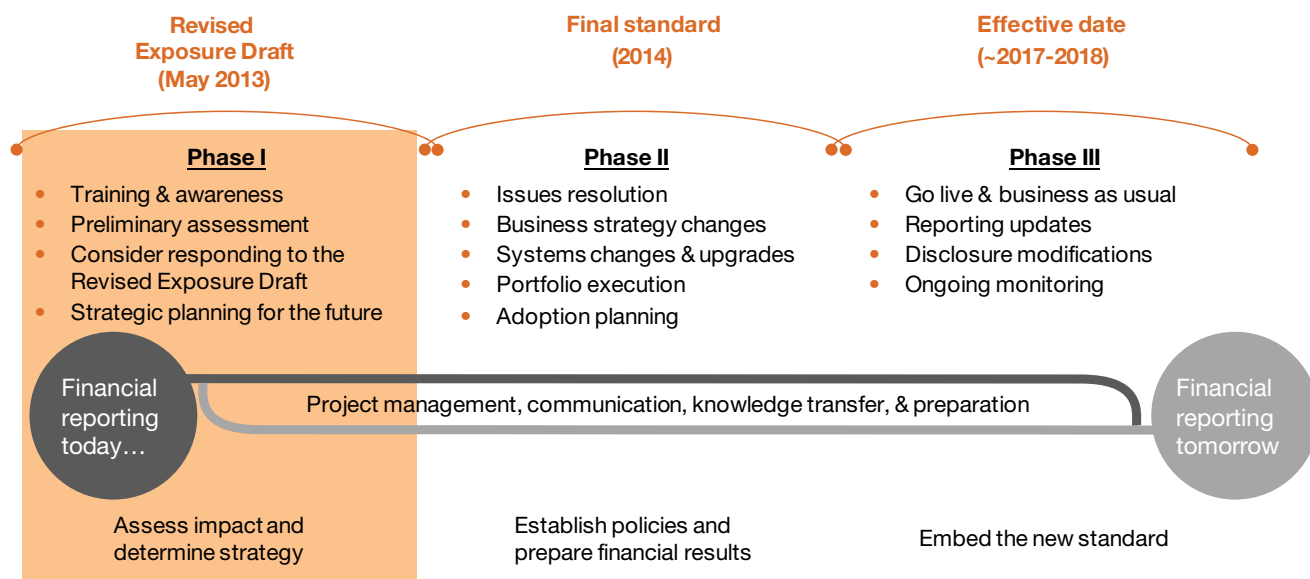 Revised
Exposure Draft
(May 2013)
Final standard
(2014)
Effective date
(~2017-2018)
Phase I
• Training & awareness
• Preliminary assessment
• Consider responding to the
Revised Exposure Draft
• Strategic planning for the future
Phase II
• Issues resolution
• Business strategy changes
• Systems changes & upgrades
• Portfolio execution
• Adoption planning
Phase III
• Go live & business as usual
• Reporting updates
• Disclosure modifications
• Ongoing monitoring
Financial
reporting
today…
Project management, communication, knowledge transfer, & preparation
Financial
reporting
tomorrow
Assess impact and
determine strategy
Establish policies and
prepare financial results
Embed the new standard